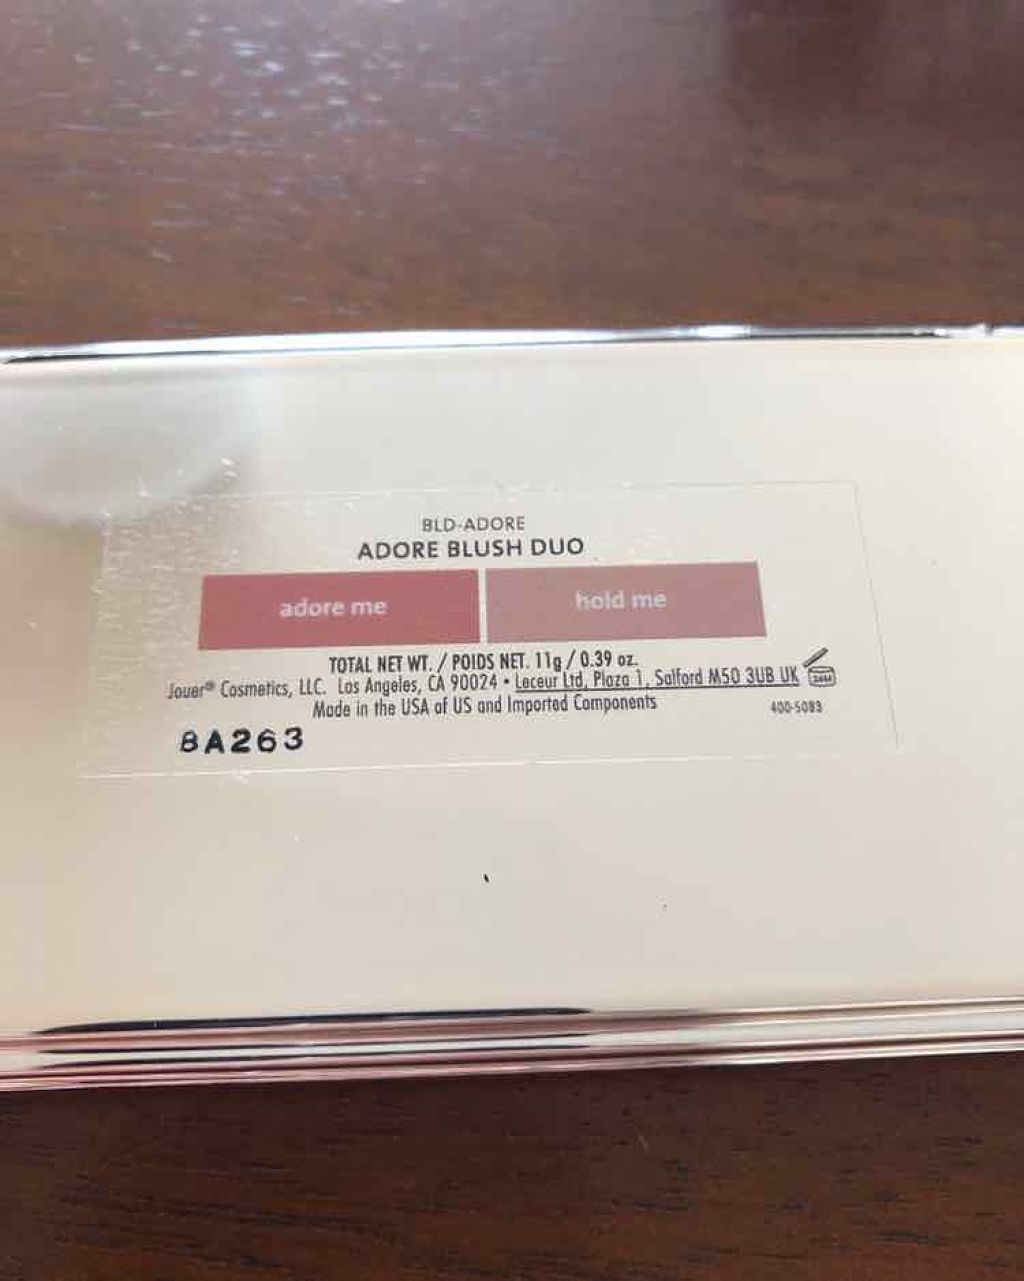 BLD-ADORE
ADORE BLUSH DUO
adore me
hold me
TOTAL NET WT. / POIDS NET. 11g / 0.39 oz.
Jouer® Cosmetics, LLC. Los Angeles, CA 90024 • Leceur Ltd, Plaza 1, Salford M50 3UB UK
Made in the USA of US and Imported Components
400-5083
8A263